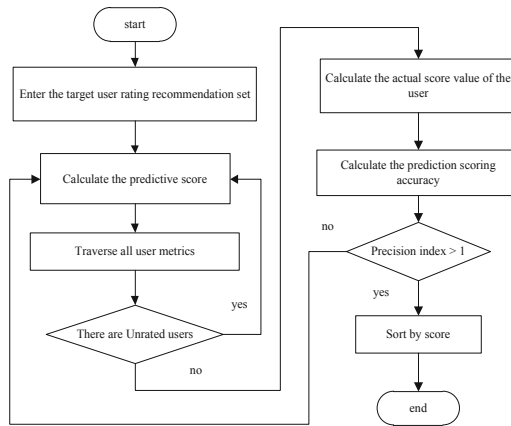 start
Enter the target user rating recommendation set
Calculate the predictive score
Traverse all user metrics
There are Unrated users
yes
no
Calculate the actual score value of the
user
Calculate the prediction scoring
accuracy
Precision index > 1
no
yes
Sort by score
end